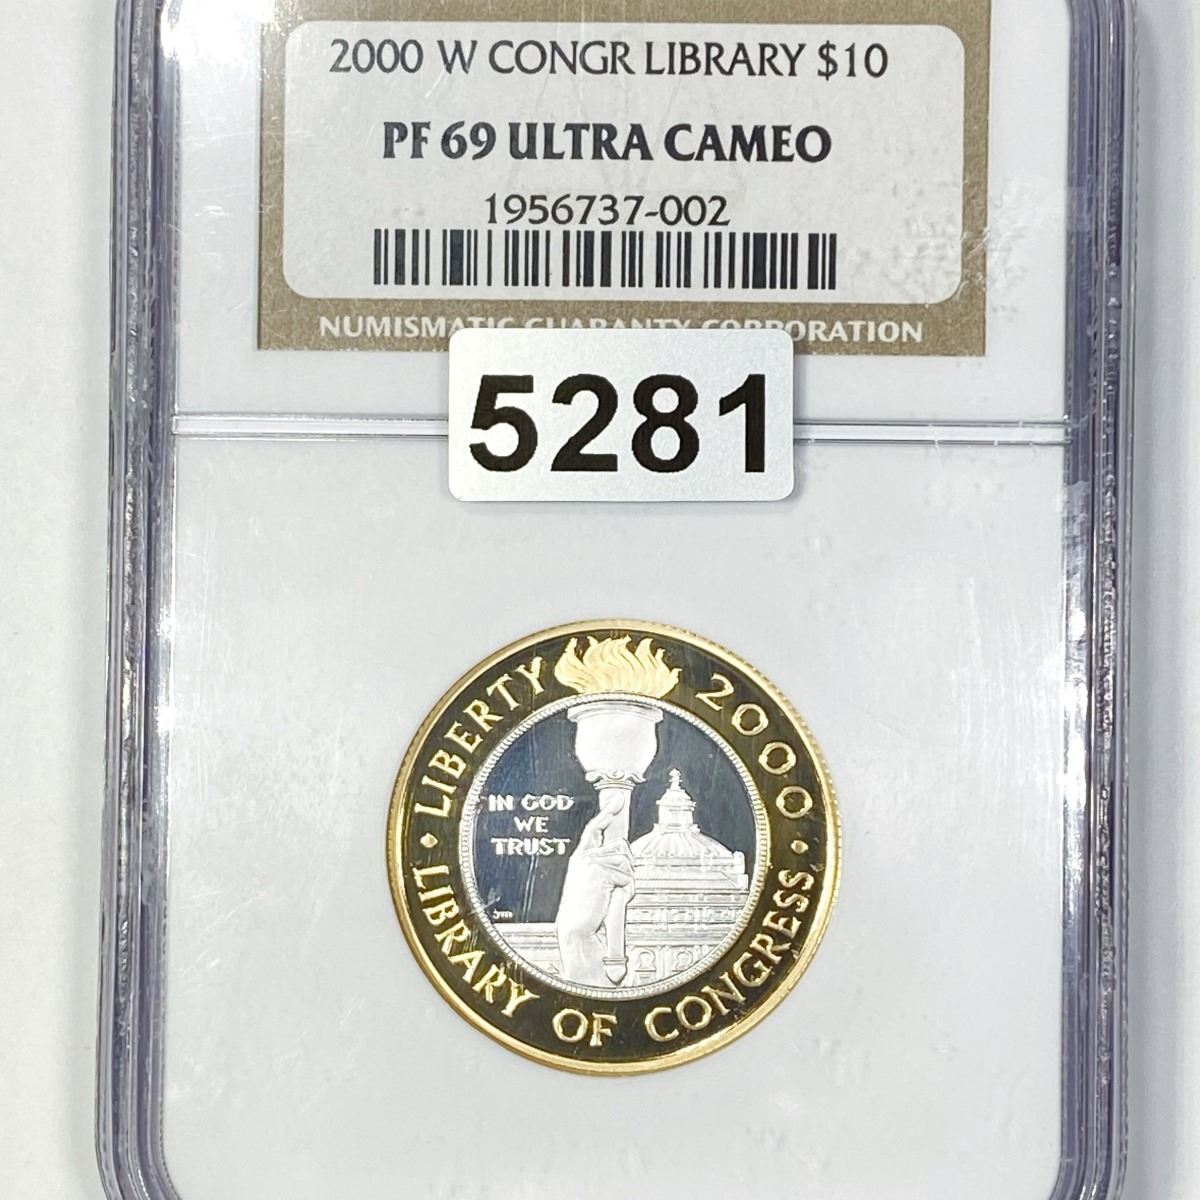 2000 W CONGR LIBRARY $10
PF 69 ULTRA CAMEO
1956737-002
NUMISMATIC GUARANTY CORPORATION
5281
· LIBERTY 2000 ·
IN GOD
WE
TRUST
LIBRARY OF CONGRESS